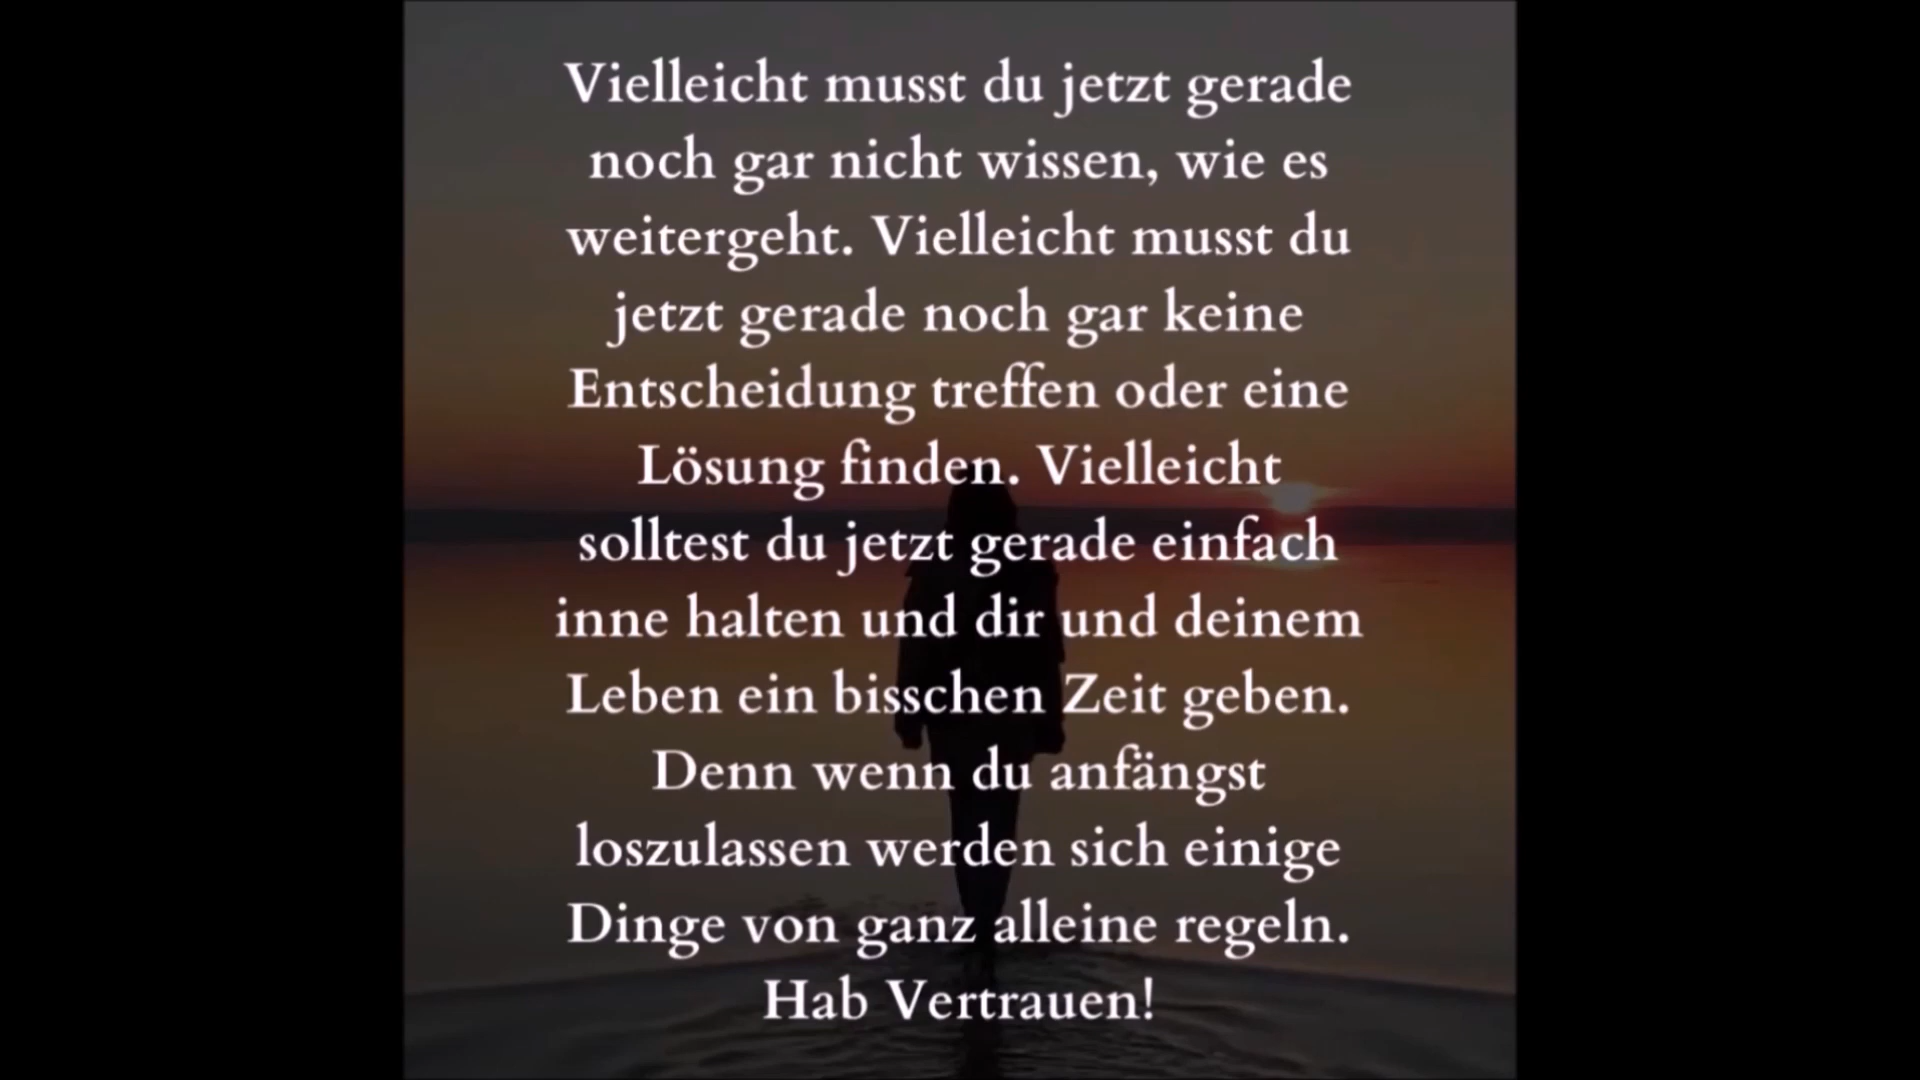 Vielleicht musst du jetzt gerade
noch gar nicht wissen, wie es
weitergeht. Vielleicht musst du
jetzt gerade noch gar keine
Entscheidung treffen oder eine
Lösung finden. Vielleicht
solltest du jetzt gerade einfach
inne halten und dir und deinem
Leben ein bisschen Zeit geben.
Denn wenn du anfängst
loszulassen werden sich einige
Dinge von ganz alleine regeln.
Hab Vertrauen!